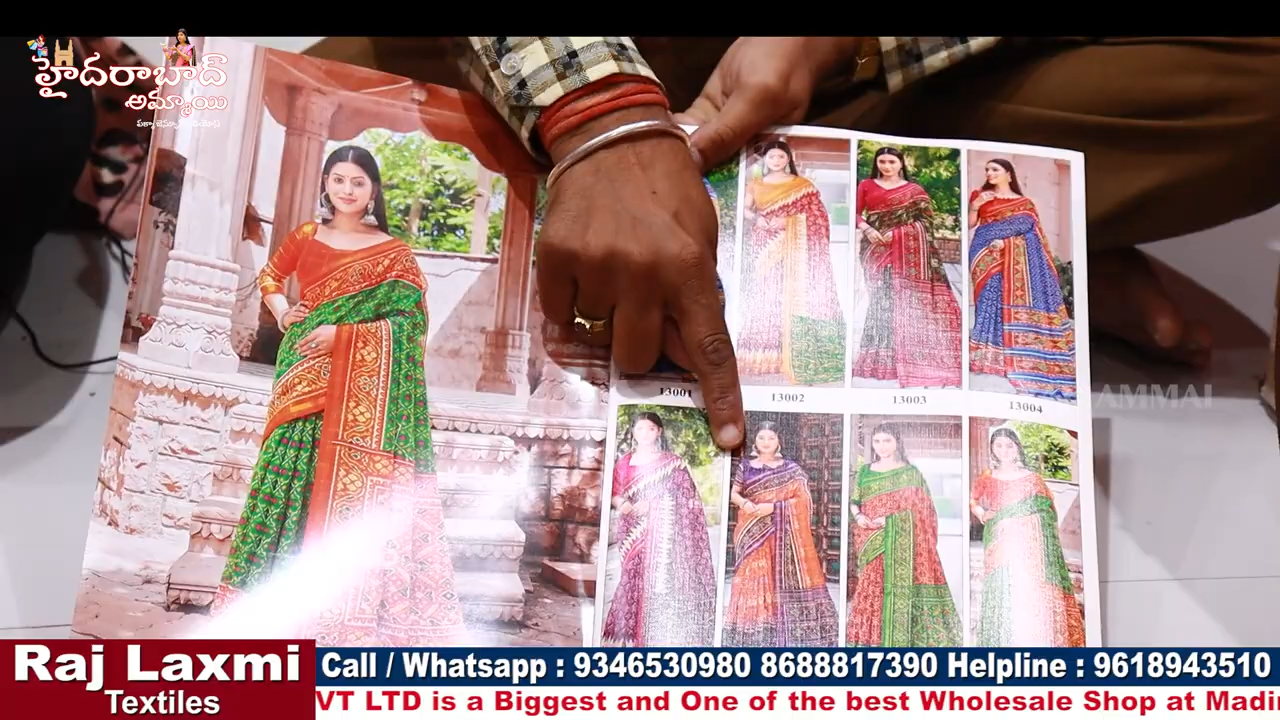 హైదరాబాద్
అమ్మాయి
AMMAI
13001
13002
13003
13004
Raj Laxmi
Textiles
Call / Whatsapp : 9346530980 8688817390 Helpline : 9618943510
VT LTD is a Biggest and One of the best Wholesale Shop at Madi